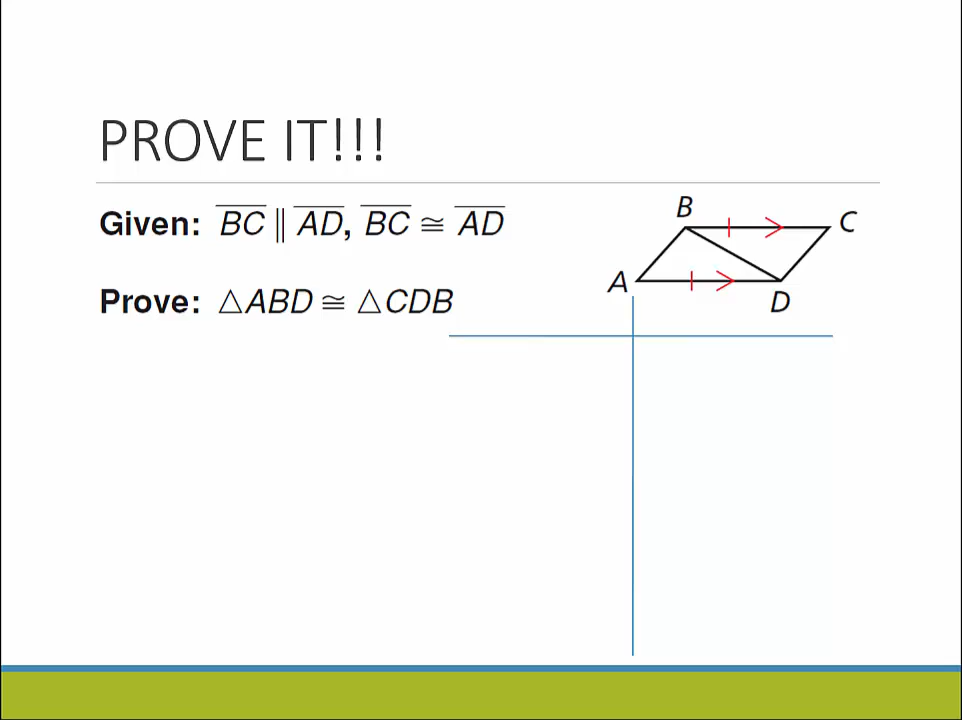 PROVE IT!!!
Given: BC ∥ AD, BC ≅ AD
Prove: △ABD ≅ △CDB
B
C
A
D